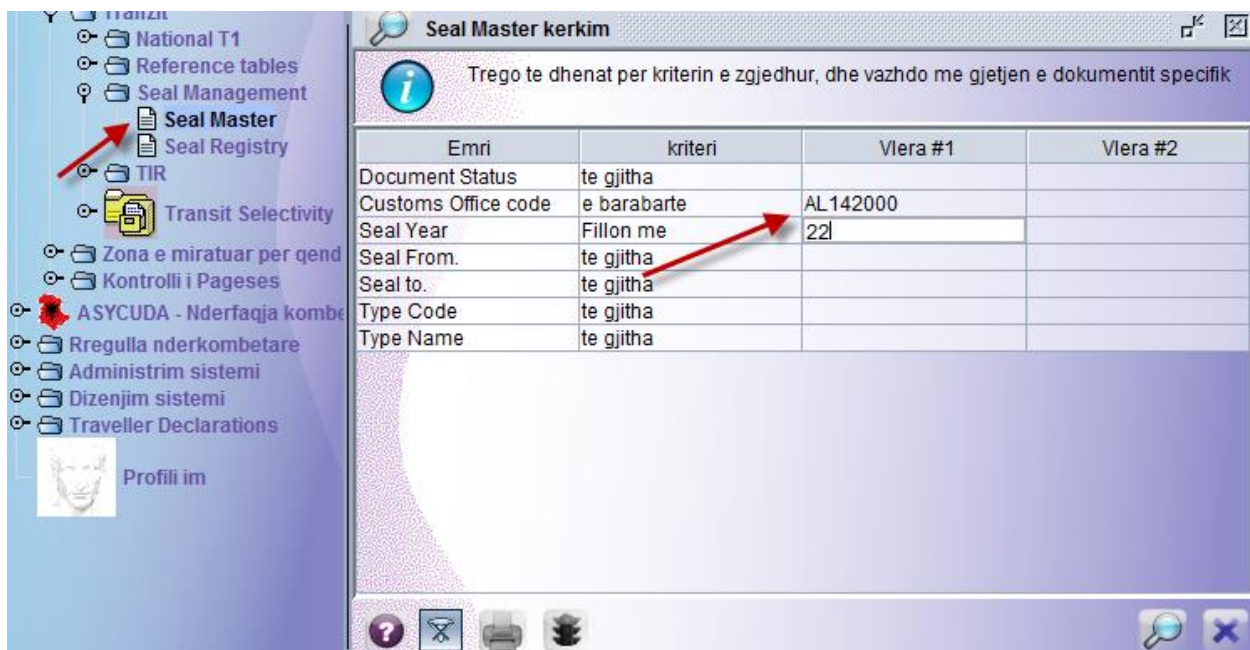 Tranzit
National T1
Reference tables
Seal Management
Seal Master
Seal Registry
TIR
Transit Selectivity
Zona e miratuar per qend
Kontrolli i Pageses
ASYCUDA - Nderfaqja kombe
Rregulla nderkombetare
Administrim sistemi
Dizenjim sistemi
Traveller Declarations
Profili im
Seal Master kerkim
Trego te dhenat per kriterin e zgjedhur, dhe vazhdo me gjetjen e dokumentit specifik
Emri kriteri Vlera #1 Vlera #2
Document Status te gjitha
Customs Office code e barabarte AL142000
Seal Year Fillon me 22
Seal From. te gjitha
Seal to. te gjitha
Type Code te gjitha
Type Name te gjitha